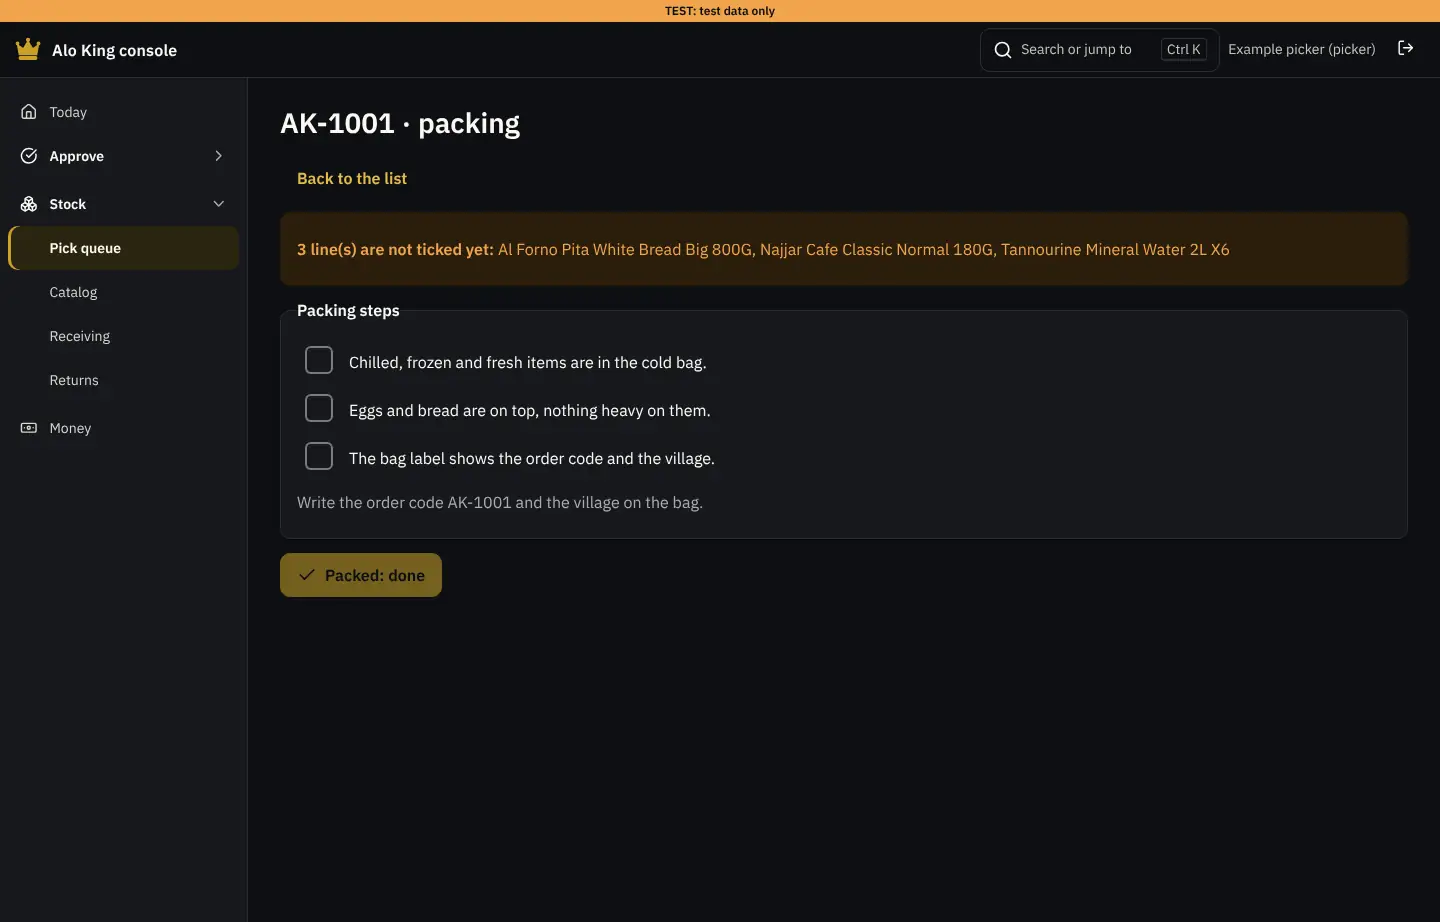 TEST: test data only
Alo King console
Search or jump to
Ctrl K
Example picker (picker)
Today
Approve
Stock
Pick queue
Catalog
Receiving
Returns
Money
AK-1001 · packing
Back to the list
3 line(s) are not ticked yet: Al Forno Pita White Bread Big 800G, Najjar Cafe Classic Normal 180G, Tannourine Mineral Water 2L X6
Packing steps
Chilled, frozen and fresh items are in the cold bag.
Eggs and bread are on top, nothing heavy on them.
The bag label shows the order code and the village.
Write the order code AK-1001 and the village on the bag.
Packed: done